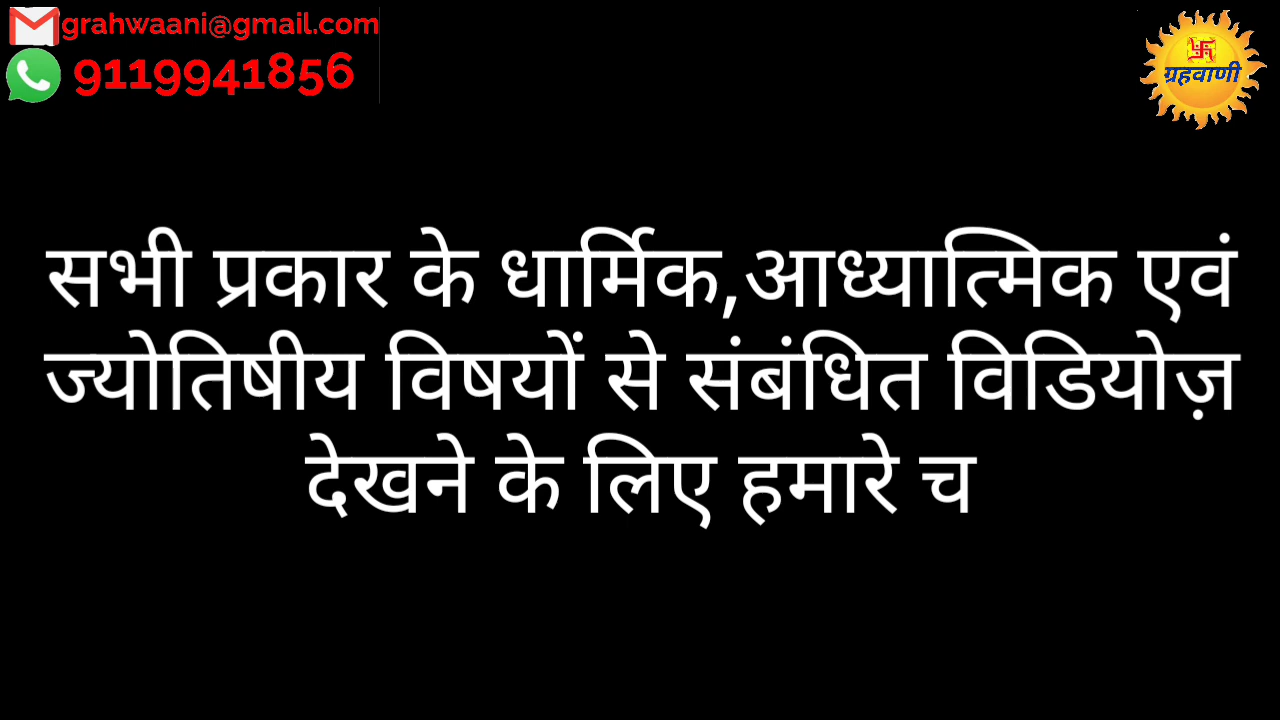 grahwaani@gmail.com
9119941856
ग्रहवाणी
सभी प्रकार के धार्मिक,आध्यात्मिक एवं
ज्योतिषीय विषयों से संबंधित विडियोज़
देखने के लिए हमारे च